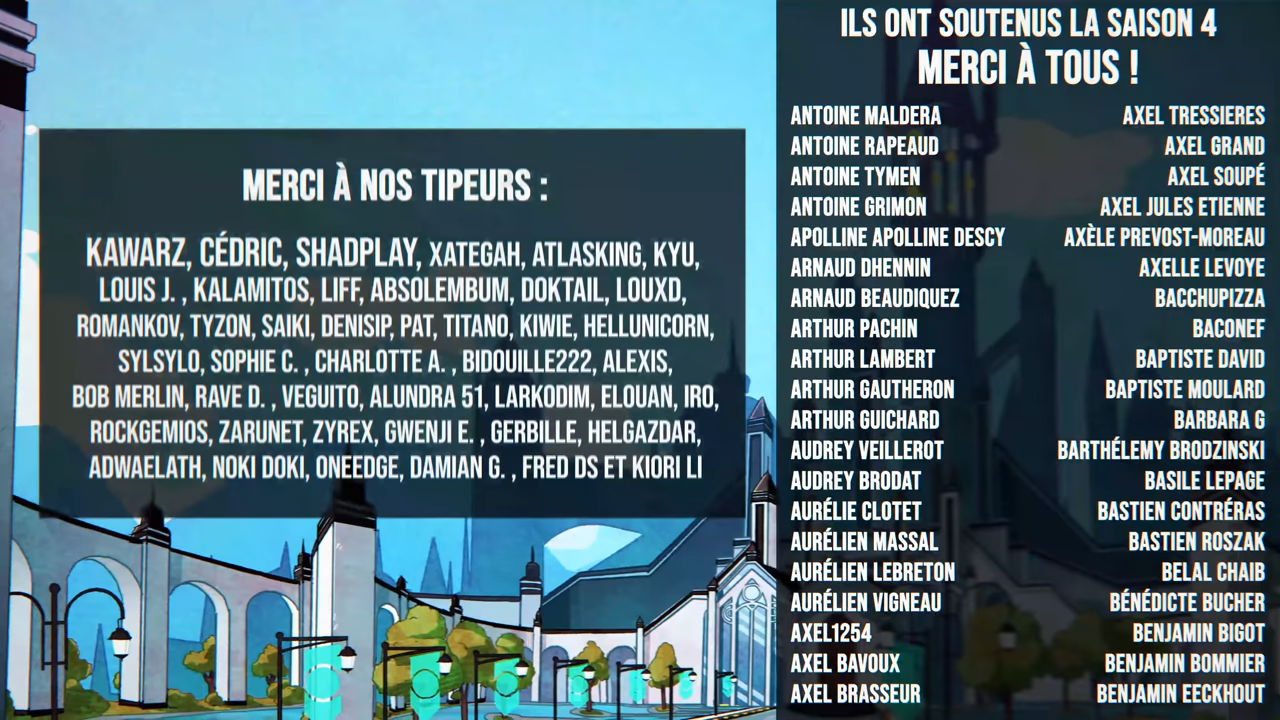 MERCI À NOS TIPEURS :
KAWARZ, CÉDRIC, SHADPLAY, XATEGAH, ATLASKING, KYU,
LOUIS J. , KALAMITOS, LIFF, ABSOLEMBUM, DOKTAIL, LOUXD,
ROMANKOV, TYZON, SAIKI, DENISIP, PAT, TITANO, KIWIE, HELLUNICORN,
SYLSYLO, SOPHIE C. , CHARLOTTE A. , BIDOUILLE222, ALEXIS,
BOB MERLIN, RAVE D. , VEGUITO, ALUNDRA 51, LARKODIM, ELOUAN, IRO,
ROCKGEMIOS, ZARUNET, ZYREX, GWENJI E. , GERBILLE, HELGAZDAR,
ADWAELATH, NOKI DOKI, ONEEDGE, DAMIAN G. , FRED DS ET KIORI LI
ILS ONT SOUTENUS LA SAISON 4
MERCI À TOUS !
ANTOINE MALDERA
ANTOINE RAPEAUD
ANTOINE TYMEN
ANTOINE GRIMON
APOLLINE APOLLINE DESCY
ARNAUD DHENNIN
ARNAUD BEAUDIQUEZ
ARTHUR PACHIN
ARTHUR LAMBERT
ARTHUR GAUTHERON
ARTHUR GUICHARD
AUDREY VEILLEROT
AUDREY BRODAT
AURÉLIE CLOTET
AURÉLIEN MASSAL
AURÉLIEN LEBRETON
AURÉLIEN VIGNEAU
AXEL1254
AXEL BAVOUX
AXEL BRASSEUR
AXEL TRESSIERES
AXEL GRAND
AXEL SOUPÉ
AXEL JULES ETIENNE
AXÈLE PREVOST-MOREAU
AXELLE LEVOYE
BACCHUPIZZA
BACONEF
BAPTISTE DAVID
BAPTISTE MOULARD
BARBARA G
BARTHÉLEMY BRODZINSKI
BASILE LEPAGE
BASTIEN CONTRÉRAS
BASTIEN ROSZAK
BELAL CHAIB
BÉNÉDICTE BUCHER
BENJAMIN BIGOT
BENJAMIN BOMMIER
BENJAMIN EECKHOUT